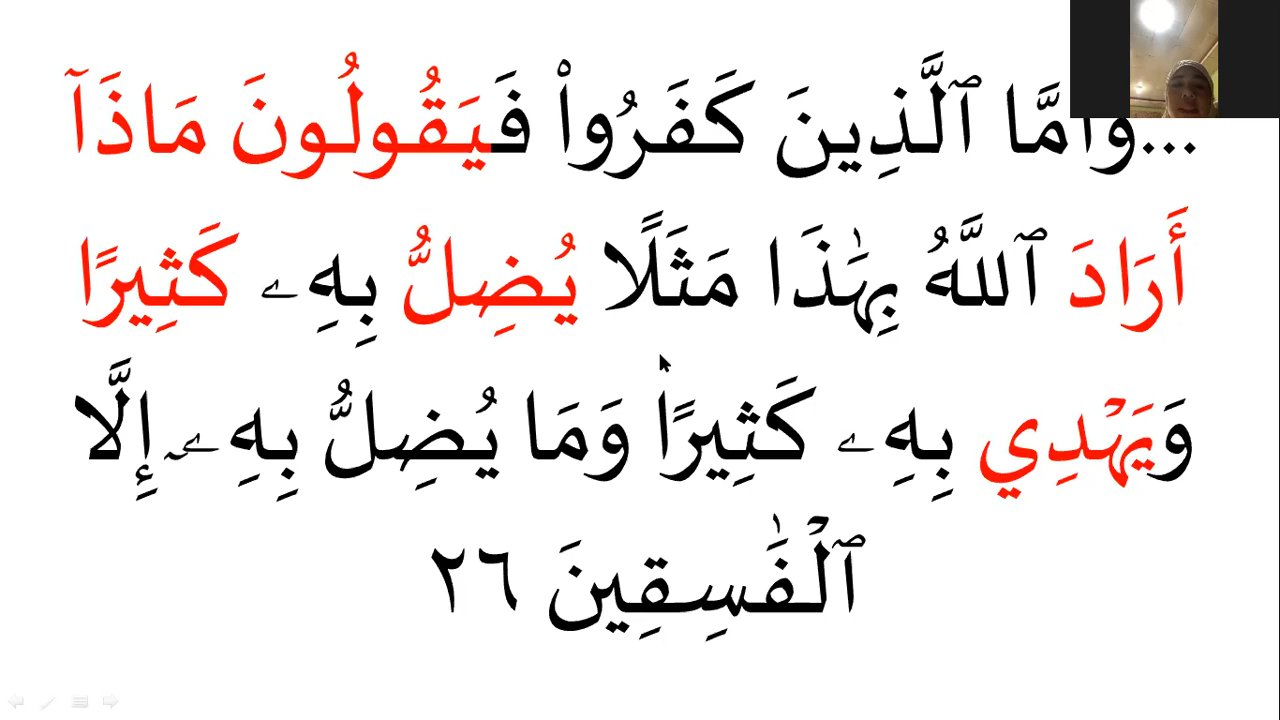 ...وَأَمَّا ٱلَّذِينَ كَفَرُوا۟ فَيَقُولُونَ مَاذَآ
أَرَادَ ٱللَّهُ بِهَٰذَا مَثَلًا يُضِلُّ بِهِۦ كَثِيرًا
وَيَهْدِي بِهِۦ كَثِيرًا ۚ وَمَا يُضِلُّ بِهِۦٓ إِلَّا
ٱلْفَٰسِقِينَ ٢٦